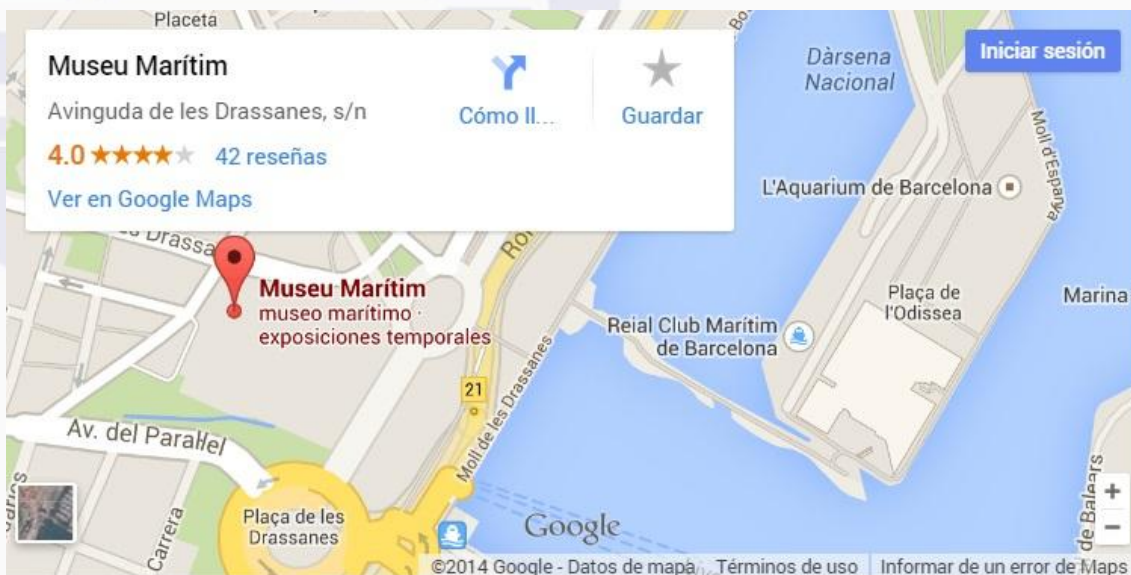 Placeta
Museu Marítim
Avinguda de les Drassanes, s/n
4.0
42 reseñas
Ver en Google Maps
Cómo ll...
Guardar
Iniciar sesión
Dàrsena
Nacional
Moll d'Espanya
L'Aquarium de Barcelona
es Drassa
Ro
Museu Marítim
museo marítimo ·
exposiciones temporales
Plaça de
l'Odissea
Marina
Reial Club Marítim
de Barcelona
21
Moll de les Drassanes
Av. del Paral·lel
Plaça de les
Drassanes
Carrera
de Balears
+
−
Google
©2014 Google - Datos de mapa
Términos de uso
Informar de un error de Maps